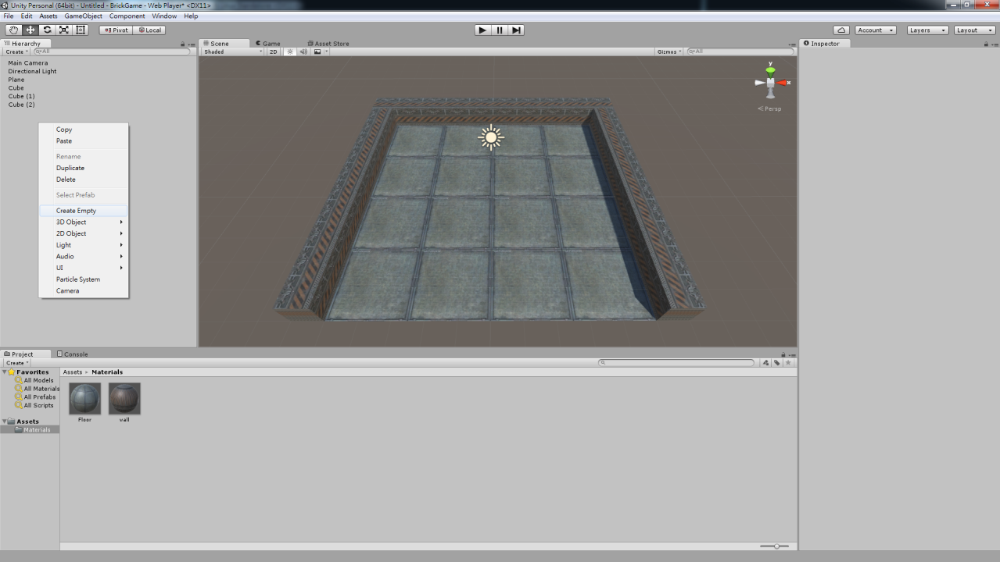 Unity Personal (64bit) - Untitled - BrickGame - Web Player* <DX11>
File Edit Assets GameObject Component Window Help
Pivot Local Account Layers Layout
Hierarchy Scene Game Asset Store Inspector
Create All Shaded 2D Gizmos All
Main Camera
Directional Light
Plane
Cube
Cube (1)
Cube (2)
Copy
Paste
Rename
Duplicate
Delete
Select Prefab
Create Empty
3D Object
2D Object
Light
Audio
UI
Particle System
Camera
y
x
Persp
Project Console
Create
Favorites
All Models
All Materials
All Prefabs
All Scripts
Assets
Materials
Assets Materials
Floor wall